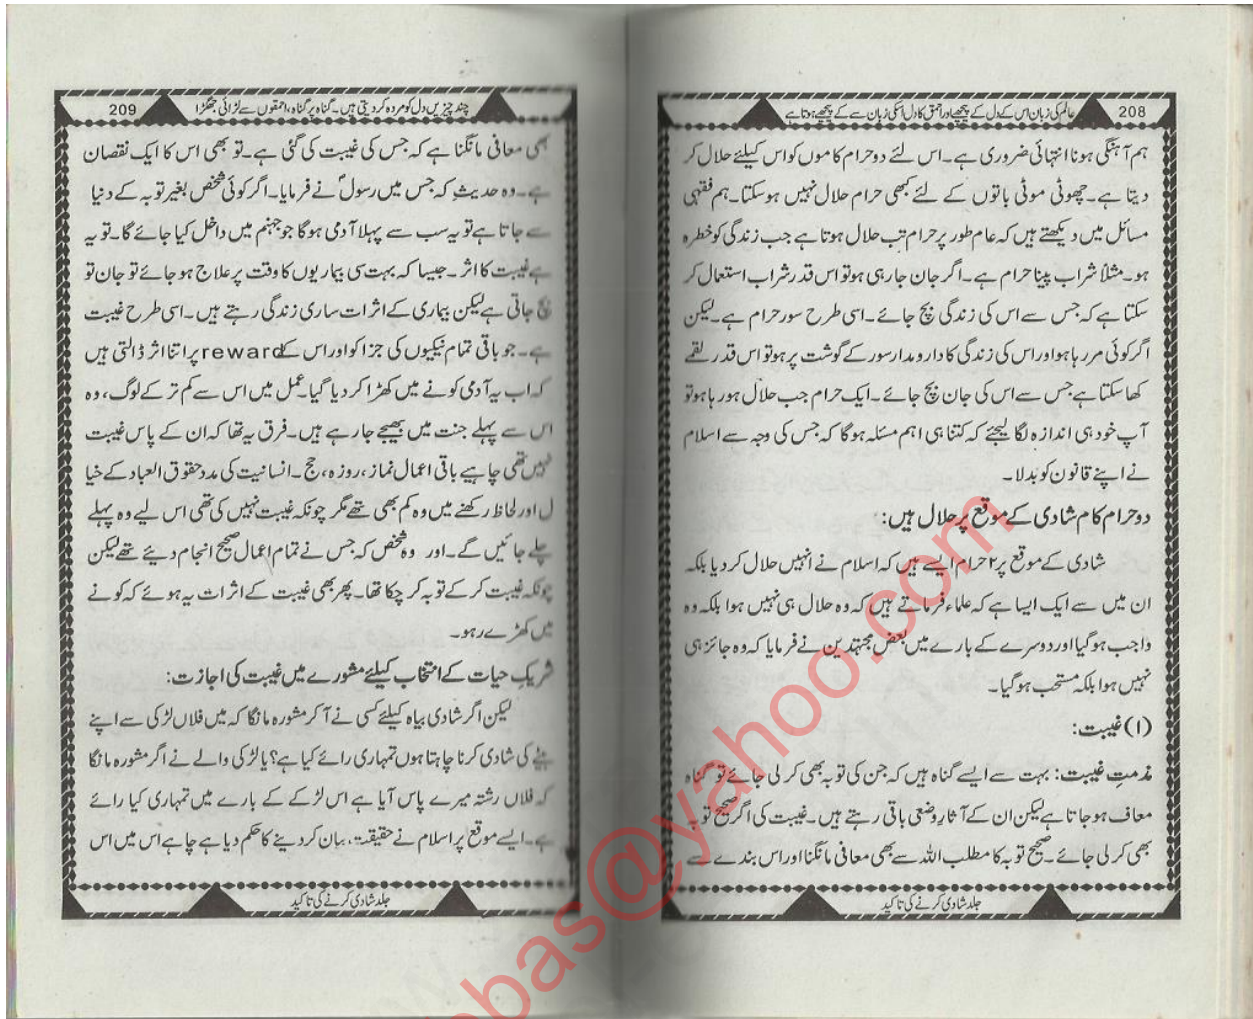 208
عالم کی زبان اس کے دل کے پیچھے اور احمق کا دل اسکی زبان سے کے پیچھے ہوتا ہے
ہم آہنگی ہونا انتہائی ضروری ہے۔ اس لئے دو حرام کاموں کو اس کیلئے حلال کر
دیتا ہے۔ چھوٹی موٹی باتوں کے لئے کبھی حرام حلال نہیں ہوسکتا۔ ہم فقہی
مسائل میں دیکھتے ہیں کہ عام طور پر حرام تب حلال ہوتا ہے جب زندگی کو خطرہ
ہو۔ مثلاً شراب پینا حرام ہے۔ اگر جان جارہی ہو تو اس قدر شراب استعمال کر
سکتا ہے کہ جس سے اس کی زندگی بچ جائے۔ اسی طرح سور حرام ہے۔ لیکن
اگر کوئی مر رہا ہو اور اس کی زندگی کا دارومدار سور کے گوشت پر ہو تو اس قدر لقمے
کھا سکتا ہے جس سے اس کی جان بچ جائے۔ ایک حرام جب حلال ہو رہا ہو تو
آپ خود ہی اندازہ لگا لیجئے کہ کتنا ہی اہم مسئلہ ہوگا کہ جس کی وجہ سے اسلام
نے اپنے قانون کو بدلا۔
دو حرام کام شادی کے موقع پر حلال ہیں:
شادی کے موقع پر ۲ حرام ایسے ہیں کہ اسلام نے انہیں حلال کر دیا بلکہ
ان میں سے ایک ایسا ہے کہ علماء فرماتے ہیں کہ وہ حلال ہی نہیں ہوا بلکہ وہ
واجب ہوگیا اور دوسرے کے بارے میں بعض مجتہدین نے فرمایا کہ وہ جائز ہی
نہیں ہوا بلکہ مستحب ہوگیا۔
(۱) غیبت:
مذمتِ غیبت: بہت سے ایسے گناہ ہیں کہ جن کی توبہ بھی کر لی جائے تو گناہ
معاف ہو جاتا ہے لیکن ان کے آثارِ وضعی باقی رہتے ہیں۔ غیبت کی اگر صحیح توبہ
بھی کر لی جائے۔ صحیح توبہ کا مطلب اللہ سے بھی معافی مانگنا اور اس بندے سے
جلد شادی کرنے کی تاکید
چند چیزیں دل کو مردہ کر دیتی ہیں۔ گناہ پر گناہ، احمقوں سے لڑائی جھگڑا
209
بھی معافی مانگنا ہے کہ جس کی غیبت کی گئی ہے۔ تو بھی اس کا ایک نقصان
ہے۔ وہ حدیث کہ جس میں رسولؐ نے فرمایا۔ اگر کوئی شخص بغیر توبہ کے دنیا
سے جاتا ہے تو یہ سب سے پہلا آدمی ہوگا جو جہنم میں داخل کیا جائے گا۔ تو یہ
ہے غیبت کا اثر۔ جیسا کہ بہت سی بیماریوں کا وقت پر علاج ہو جائے تو جان تو
بچ جاتی ہے لیکن بیماری کے اثرات ساری زندگی رہتے ہیں۔ اسی طرح غیبت
ہے۔ جو باقی تمام نیکیوں کی جزا کو اور اس کے reward پر اتنا اثر ڈالتی ہیں
کہ اب یہ آدمی کونے میں کھڑا کر دیا گیا۔ عمل میں اس سے کم تر کے لوگ، وہ
اس سے پہلے جنت میں بھیجے جا رہے ہیں۔ فرق یہ تھا کہ ان کے پاس غیبت
نہیں تھی چاہیے باقی اعمال نماز، روزہ، حج۔ انسانیت کی مدد حقوق العباد کے خیا
ل اور لحاظ رکھنے میں وہ کم بھی تھے مگر چونکہ غیبت نہیں کی تھی اس لیے وہ پہلے
چلے جائیں گے۔ اور وہ شخص کہ جس نے تمام اعمال صحیح انجام دیئے تھے لیکن
چونکہ غیبت کر کے توبہ کر چکا تھا۔ پھر بھی غیبت کے اثرات یہ ہوئے کہ کونے
میں کھڑے رہو۔
شریکِ حیات کے انتخاب کیلئے مشورے میں غیبت کی اجازت:
لیکن اگر شادی بیاہ کیلئے کسی نے آکر مشورہ مانگا کہ میں فلاں لڑکی سے اپنے
بیٹے کی شادی کرنا چاہتا ہوں تمہاری رائے کیا ہے؟ یا لڑکی والے نے اگر مشورہ مانگا
کہ فلاں رشتہ میرے پاس آیا ہے اس لڑکے کے بارے میں تمہاری کیا رائے
ہے۔ ایسے موقع پر اسلام نے حقیقت بیان کر دینے کا حکم دیا ہے چاہے اس میں اس
جلد شادی کرنے کی تاکید
bas@yahoo.com